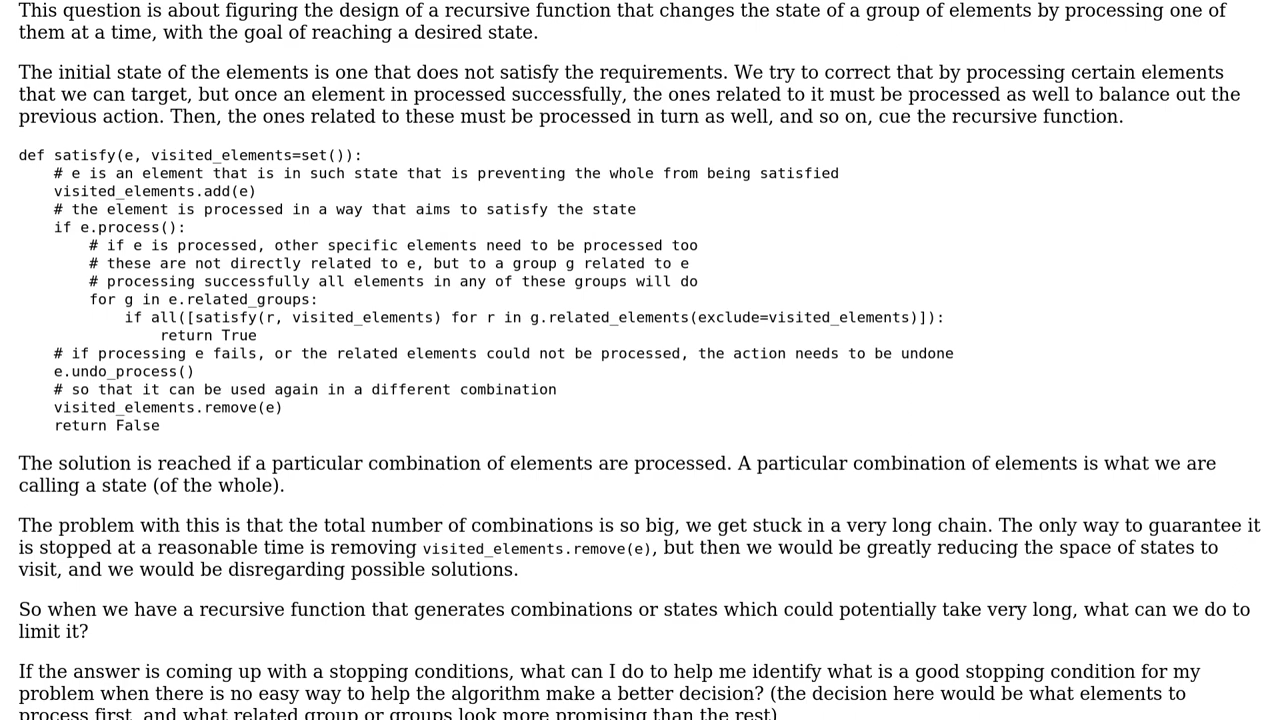 This question is about figuring the design of a recursive function that changes the state of a group of elements by processing one of
them at a time, with the goal of reaching a desired state.
The initial state of the elements is one that does not satisfy the requirements. We try to correct that by processing certain elements
that we can target, but once an element in processed successfully, the ones related to it must be processed as well to balance out the
previous action. Then, the ones related to these must be processed in turn as well, and so on, cue the recursive function.
def satisfy(e, visited_elements=set()):
    # e is an element that is in such state that is preventing the whole from being satisfied
    visited_elements.add(e)
    # the element is processed in a way that aims to satisfy the state
    if e.process():
        # if e is processed, other specific elements need to be processed too
        # these are not directly related to e, but to a group g related to e
        # processing successfully all elements in any of these groups will do
        for g in e.related_groups:
            if all([satisfy(r, visited_elements) for r in g.related_elements(exclude=visited_elements)]):
                return True
    # if processing e fails, or the related elements could not be processed, the action needs to be undone
    e.undo_process()
    # so that it can be used again in a different combination
    visited_elements.remove(e)
    return False
The solution is reached if a particular combination of elements are processed. A particular combination of elements is what we are
calling a state (of the whole).
The problem with this is that the total number of combinations is so big, we get stuck in a very long chain. The only way to guarantee it
is stopped at a reasonable time is removing visited_elements.remove(e), but then we would be greatly reducing the space of states to
visit, and we would be disregarding possible solutions.
So when we have a recursive function that generates combinations or states which could potentially take very long, what can we do to
limit it?
If the answer is coming up with a stopping conditions, what can I do to help me identify what is a good stopping condition for my
problem when there is no easy way to help the algorithm make a better decision? (the decision here would be what elements to
process first, and what related group or groups look more promising than the rest)